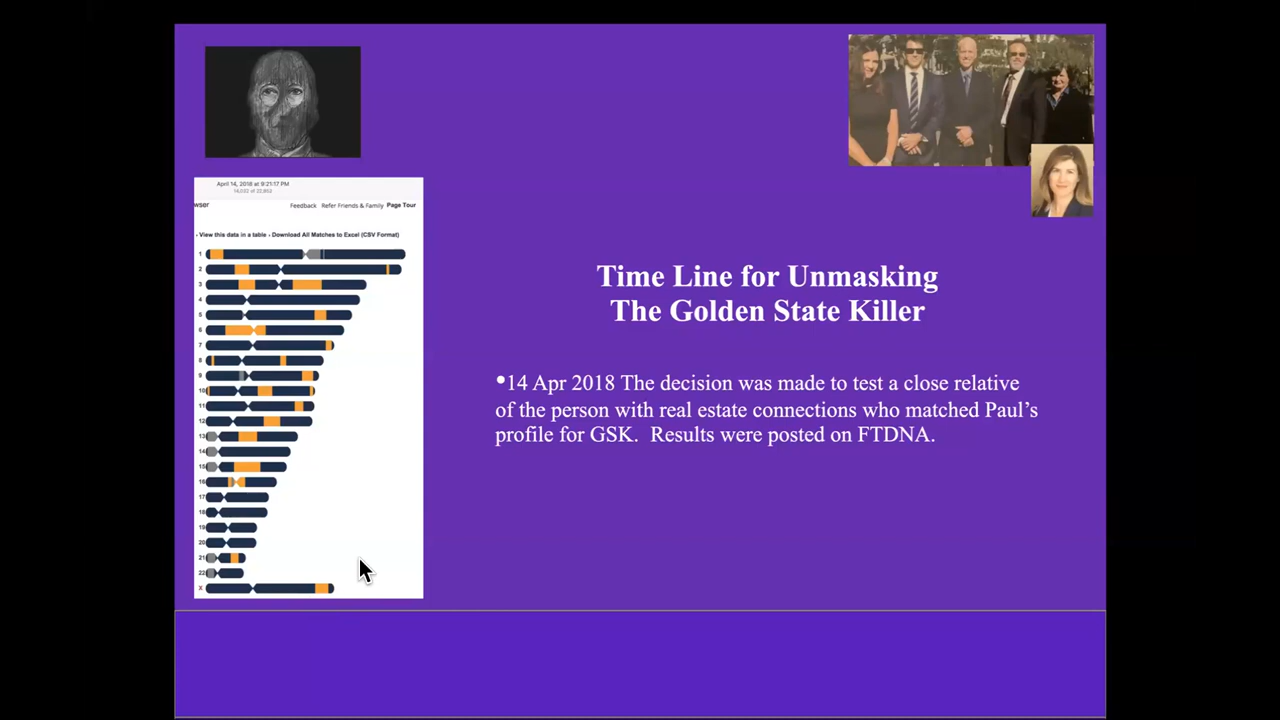 April 14, 2018 at 9:21:17 PM
wser
Feedback Refer Friends & Family Page Tour
› View this data in a table › Download All Matches to Excel (CSV Format)
1
2
3
4
5
6
7
8
9
10
11
12
13
14
15
16
17
18
19
20
21
22
X
Time Line for Unmasking
The Golden State Killer
•14 Apr 2018 The decision was made to test a close relative
of the person with real estate connections who matched Paul’s
profile for GSK. Results were posted on FTDNA.